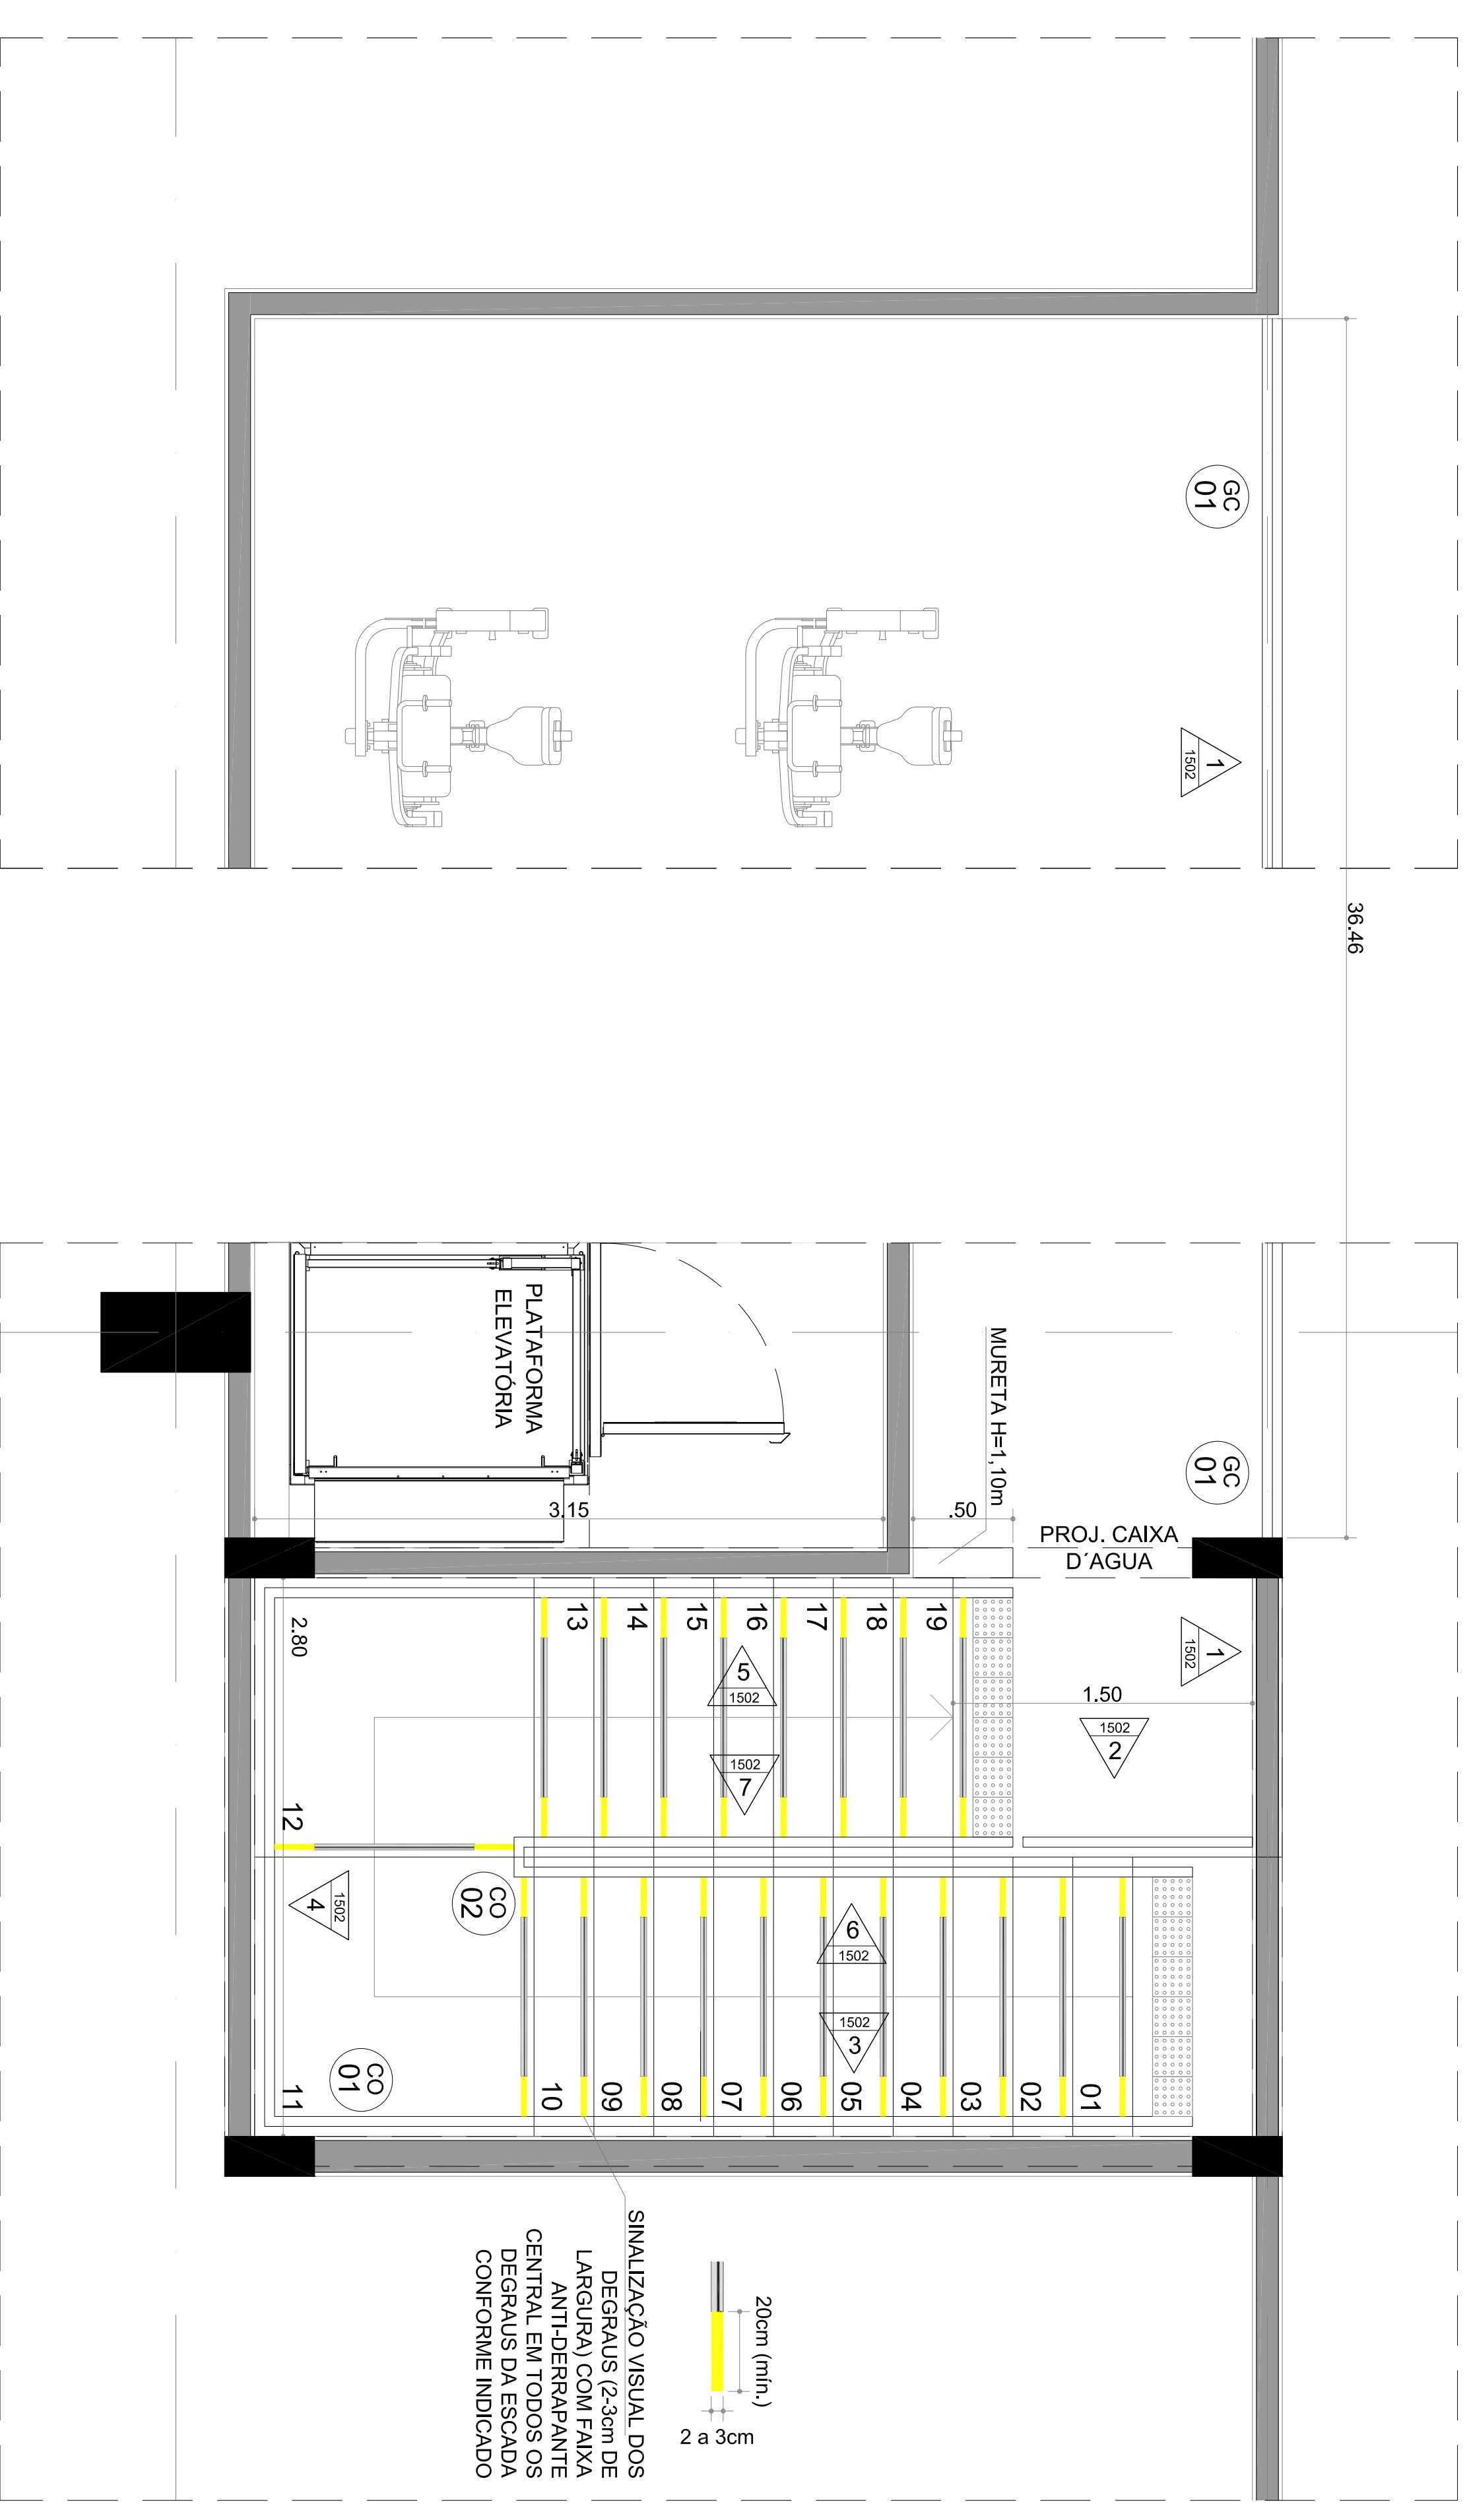 GC
01
1
1502
36.46
PLATAFORMA
ELEVATÓRIA
MURETA H=1,10m
GC
01
3.15
.50
PROJ. CAIXA
D´AGUA
2.80
13
14
15
16
17
18
19
1
1502
5
1502
1.50
1502
2
1502
7
12
CO
02
1502
4
6
1502
1502
3
CO
01
11
10
09
08
07
06
05
04
03
02
01
SINALIZAÇÃO VISUAL DOS
DEGRAUS (2-3cm DE
LARGURA) COM FAIXA
ANTI-DERRAPANTE
CENTRAL EM TODOS OS
DEGRAUS DA ESCADA
CONFORME INDICADO
20cm (mín.)
2 a 3cm